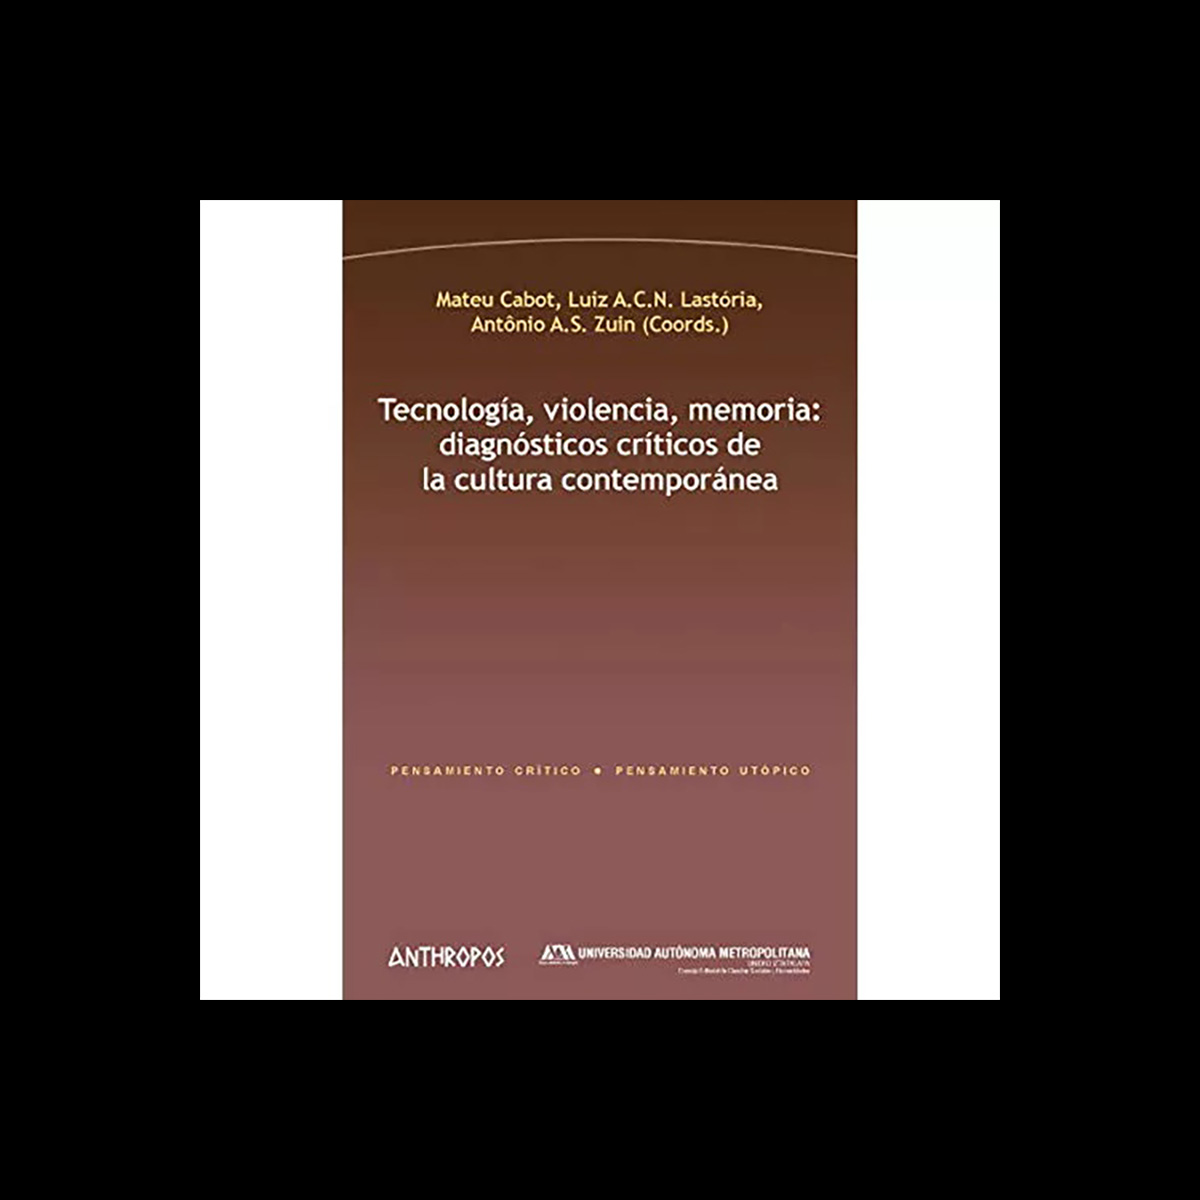 Mateu Cabot, Luiz A.C.N. Lastória,
Antônio A.S. Zuin (Coords.)
Tecnología, violencia, memoria:
diagnósticos críticos de
la cultura contemporánea
PENSAMIENTO CRÍTICO • PENSAMIENTO UTÓPICO
ANTHROPOS
UNIVERSIDAD AUTÓNOMA METROPOLITANA